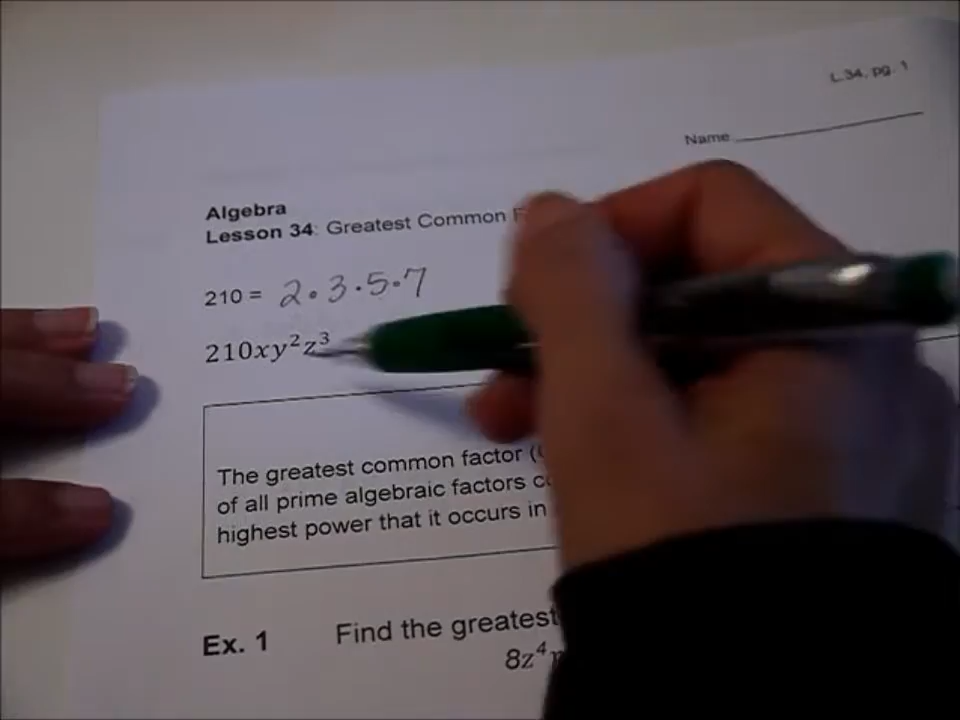 L.34, pg. 1
Name
Algebra
Lesson 34: Greatest Common
210 = 2·3·5·7
210xy²z³
The greatest common factor
of all prime algebraic factors
highest power that it occurs in
Ex. 1 Find the greatest
8z⁴